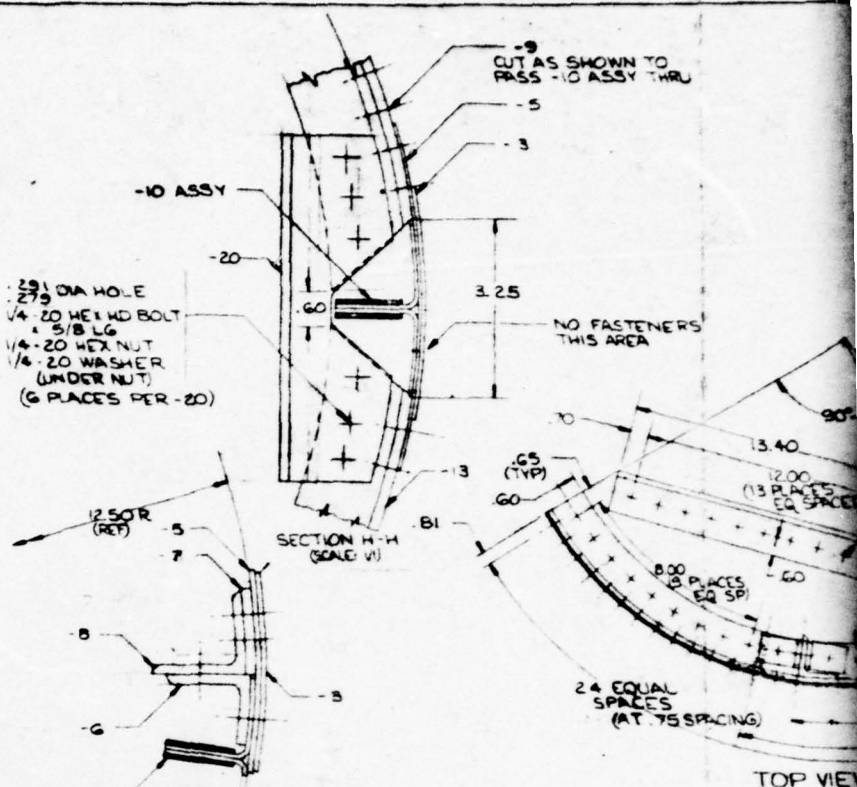 -9
CUT AS SHOWN TO
PASS -10 ASSY THRU
-5
-3
-10 ASSY
-20
.291 DIA HOLE
.279
1/4-20 HEX HD BOLT
x 5/8 LG
1/4-20 HEX NUT
1/4-20 WASHER
(UNDER NUT)
(6 PLACES PER -20)
.60
3.25
NO FASTENERS
THIS AREA
-13
SECTION H-H
(SCALE 1/1)
12.50 R
(REF)
-5
-7
-8
-6
-3
90°
.70
13.40
12.00
(13 PLACES
EQ SPACE
.65
(TYP)
.60
.81
.60
8.00
(9 PLACES
EQ SP)
24 EQUAL
SPACES
(AT .75 SPACING)
TOP VIE